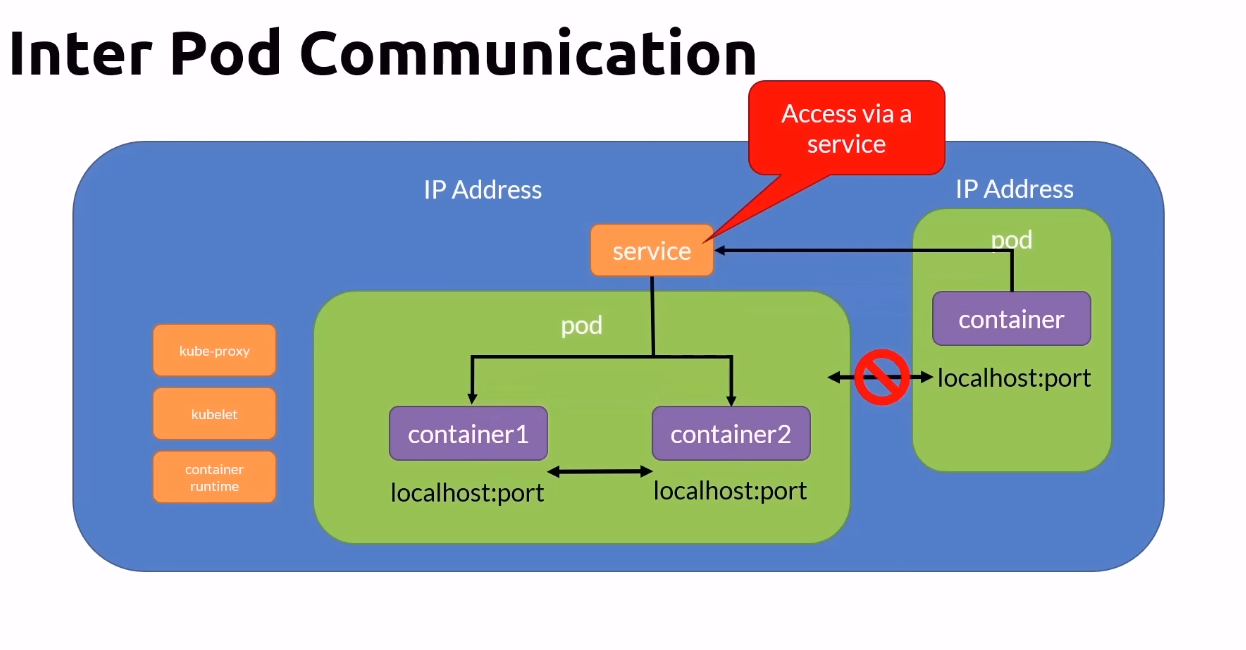 Inter Pod Communication
Access via a
service
IP Address
IP Address
service
pod
pod
container
kube-proxy
localhost:port
kubelet
container1
container2
container
runtime
localhost:port
localhost:port